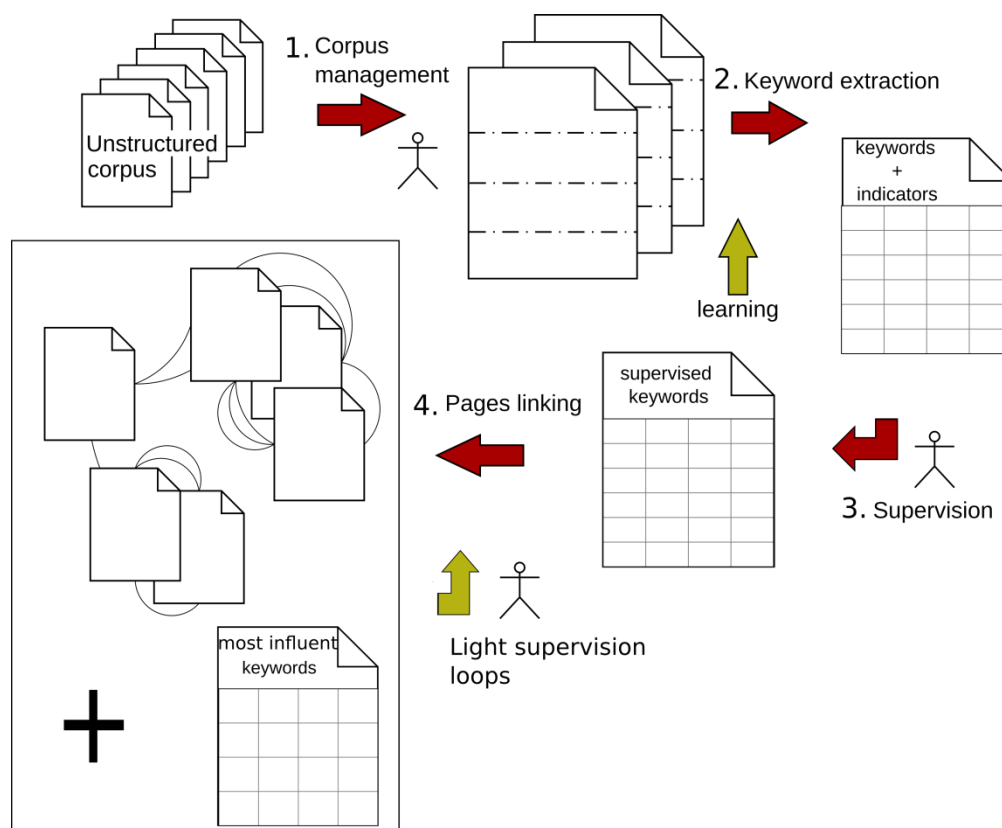 1. Corpus
management
Unstructured
corpus
2. Keyword extraction
keywords
+
indicators
learning
supervised
keywords
4. Pages linking
3. Supervision
Light supervision
loops
most influent
keywords